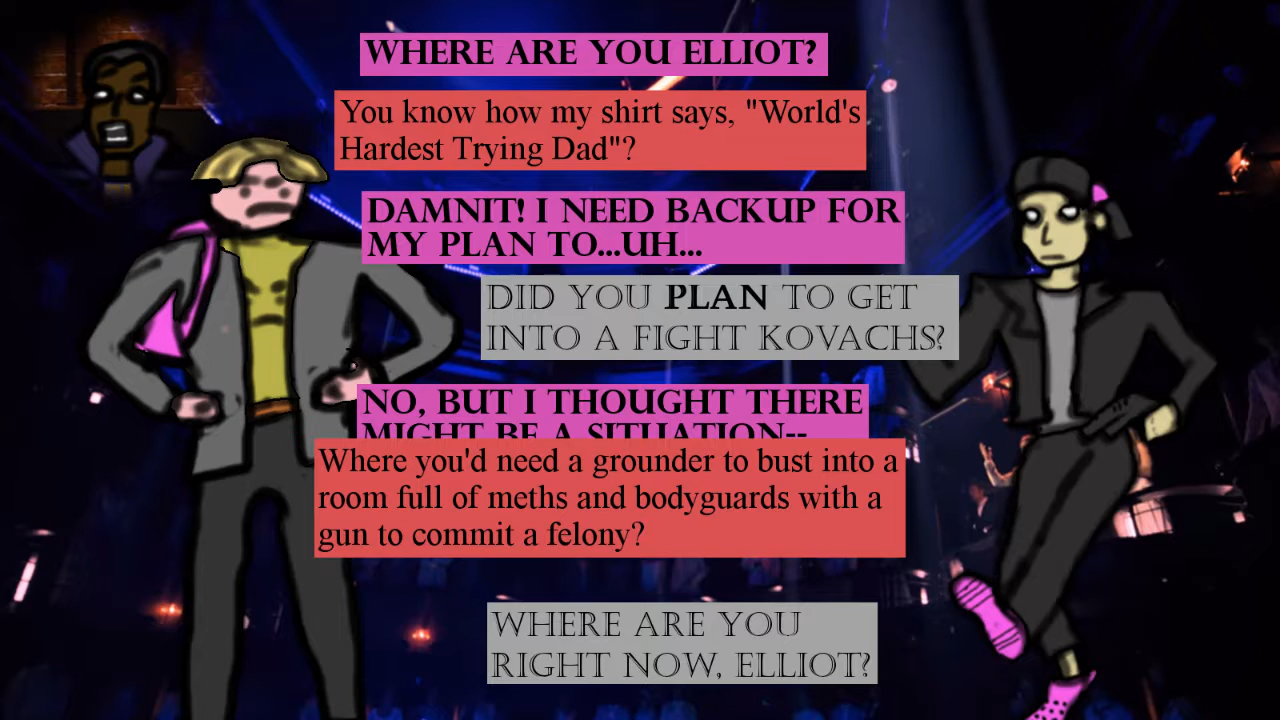 WHERE ARE YOU ELLIOT?
You know how my shirt says, "World's
Hardest Trying Dad"?
DAMNIT! I NEED BACKUP FOR
MY PLAN TO...UH...
DID YOU PLAN TO GET
INTO A FIGHT KOVACHS?
NO, BUT I THOUGHT THERE
MIGHT BE A SITUATION--
Where you'd need a grounder to bust into a
room full of meths and bodyguards with a
gun to commit a felony?
WHERE ARE YOU
RIGHT NOW, ELLIOT?